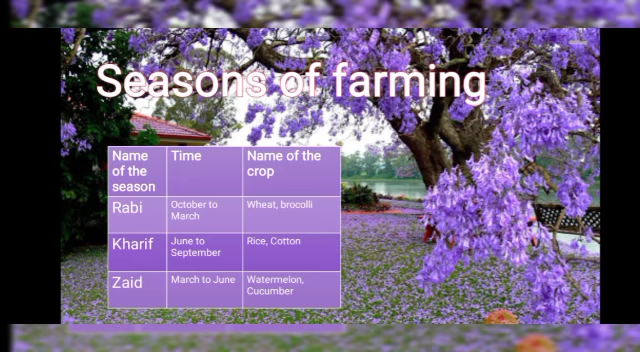 Seasons of farming
Name of the season
Time
Name of the crop
Rabi
October to March
Wheat, brocolli
Kharif
June to September
Rice, Cotton
Zaid
March to June
Watermelon, Cucumber